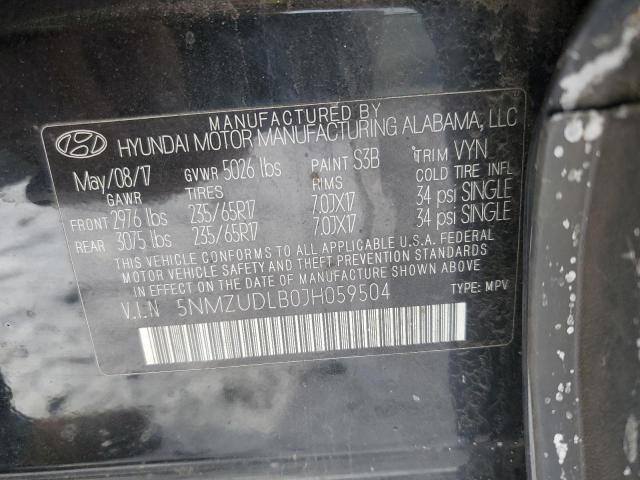 MANUFACTURED BY
HYUNDAI MOTOR MANUFACTURING ALABAMA, LLC
May/08/17 GVWR 5026 lbs PAINT S3B TRIM VYN
GAWR TIRES RIMS COLD TIRE INFL
FRONT 2976 lbs 235/65R17 7.0JX17 34 psi SINGLE
REAR 3075 lbs 235/65R17 7.0JX17 34 psi SINGLE
THIS VEHICLE CONFORMS TO ALL APPLICABLE U.S.A. FEDERAL
MOTOR VEHICLE SAFETY AND THEFT PREVENTION STANDARDS
IN EFFECT ON THE DATE OF MANUFACTURE SHOWN ABOVE.
V.I.N 5NMZUDLB0JH059504 TYPE: MPV